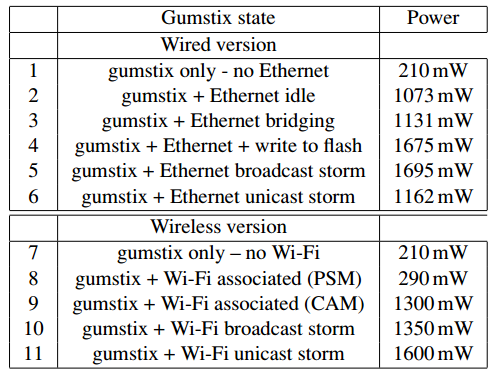 Gumstix state Power
Wired version
1 gumstix only - no Ethernet 210 mW
2 gumstix + Ethernet idle 1073 mW
3 gumstix + Ethernet bridging 1131 mW
4 gumstix + Ethernet + write to flash 1675 mW
5 gumstix + Ethernet broadcast storm 1695 mW
6 gumstix + Ethernet unicast storm 1162 mW
Wireless version
7 gumstix only – no Wi-Fi 210 mW
8 gumstix + Wi-Fi associated (PSM) 290 mW
9 gumstix + Wi-Fi associated (CAM) 1300 mW
10 gumstix + Wi-Fi broadcast storm 1350 mW
11 gumstix + Wi-Fi unicast storm 1600 mW